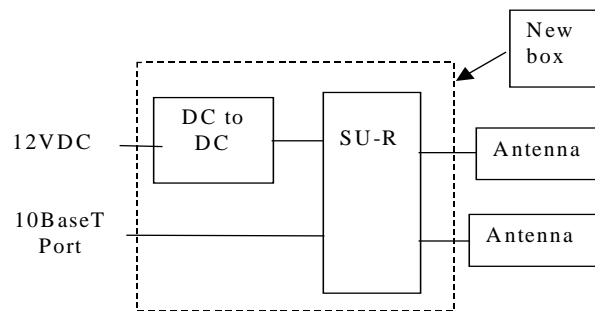 New
box
DC to
DC
12VDC
SU-R
Antenna
10BaseT
Port
Antenna